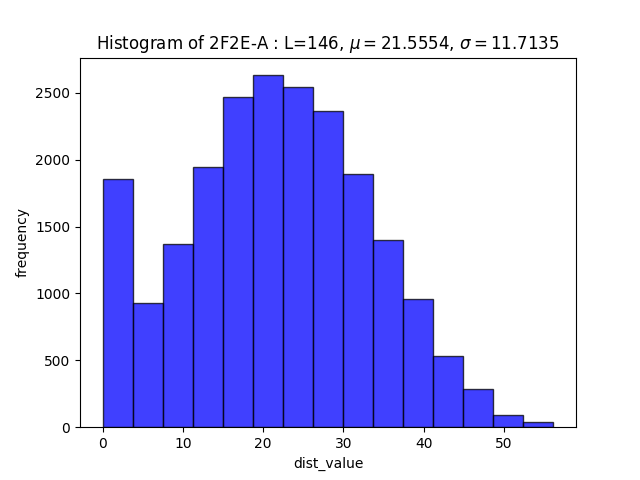 Histogram of 2F2E-A : L=146, μ = 21.5554, σ = 11.7135
2500
2000
1500
1000
500
0
frequency
0 10 20 30 40 50
dist_value